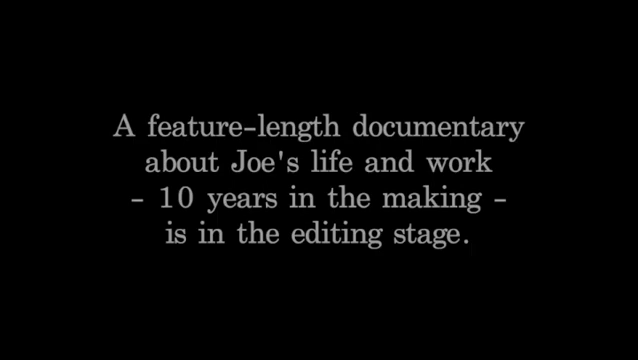 A feature-length documentary
about Joe's life and work
- 10 years in the making -
is in the editing stage.